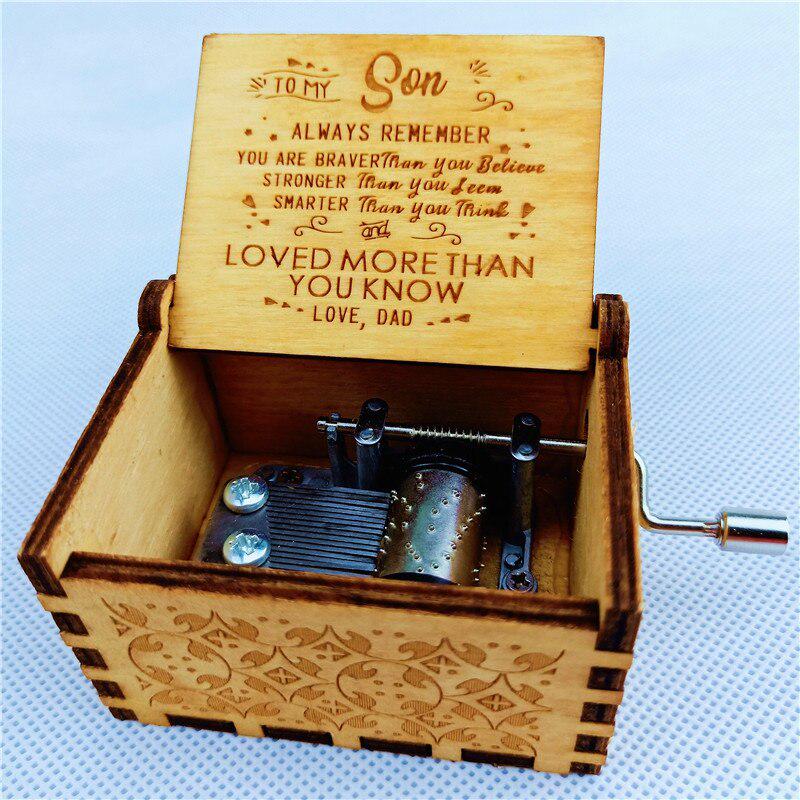 TO MY Son
ALWAYS REMEMBER
YOU ARE BRAVER Than you Believe
STRONGER Than you Seem
SMARTER Than you Think
and
LOVED MORE THAN
YOU KNOW
LOVE, DAD